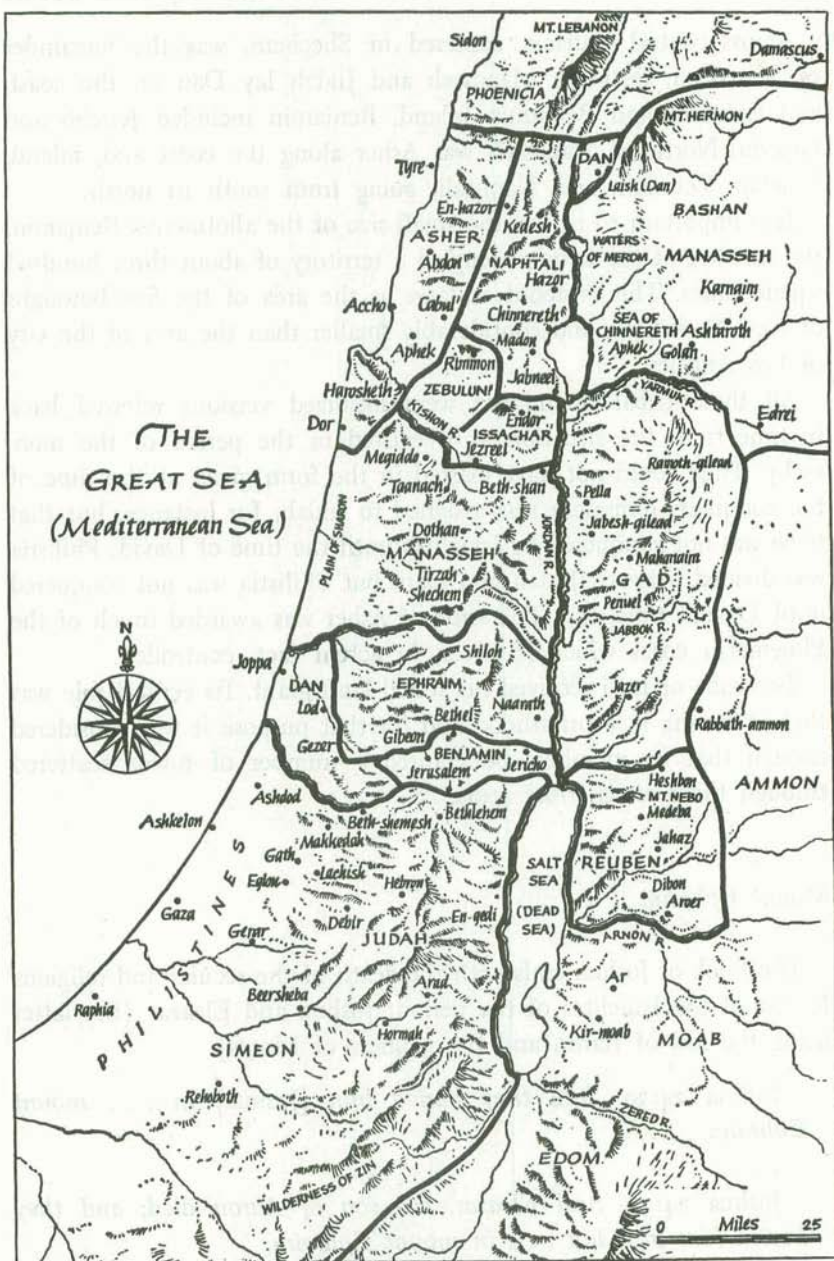 Sidon
MT. LEBANON
Damascus
PHOENICIA
MT. HERMON
Tyre
DAN
Laish (Dan)
BASHAN
En-hazor
Kedesh
ASHER
WATERS
OF MEROM
MANASSEH
Abdon
NAPHTALI
Hazor
Karnaim
Accho
Cabul
Chinnereth
SEA OF
CHINNERETH
Ashtaroth
Madon
Aphek
Golan
Aphek
Rimmon
Jabneel
Harosheth
ZEBULUN
YARMUK R.
Edrei
Dor
KISHON R.
Endor
ISSACHAR
THE
GREAT SEA
(Mediterranean Sea)
Megiddo
Jezreel
Ramoth-gilead
Taanach
Beth-shan
Pella
PLAIN OF SHARON
Dothan
JORDAN R.
Jabesh-gilead
MANASSEH
Mahanaim
Tirzah
GAD
Shechem
Penuel
N
JABBOK R.
Joppa
Shiloh
DAN
EPHRAIM
Jazer
Lod
Naarath
Bethel
Rabbath-ammon
Gezer
Gibeon
BENJAMIN
Jericho
Jerusalem
AMMON
Heshbon
Ashdod
MT. NEBO
Ashkelon
Beth-shemesh
Bethlehem
Medeba
Makkedah
Jahaz
Gath
SALT
SEA
(DEAD
SEA)
REUBEN
Eglon
Lachish
Hebron
Dibon
Gaza
Debir
En-gedi
Aroer
PHILISTINES
Gerar
JUDAH
ARNON R.
Arad
Raphia
Beersheba
Kir-moab
MOAB
Hormah
SIMEON
Rehoboth
ZERED R.
EDOM
WILDERNESS OF ZIN
0 Miles 25